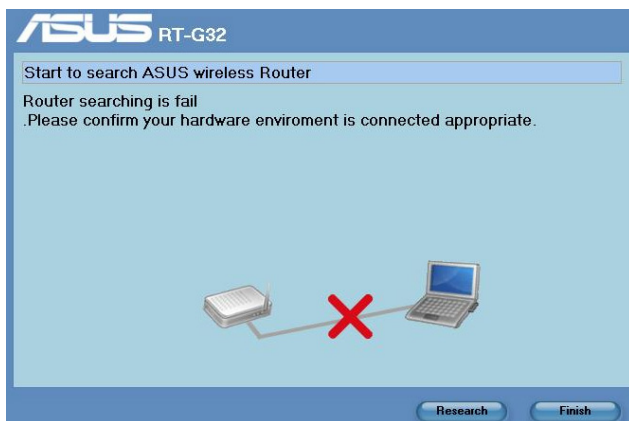 ASUS RT-G32
Start to search ASUS wireless Router
Router searching is fail
.Please confirm your hardware enviroment is connected appropriate.
Research Finish